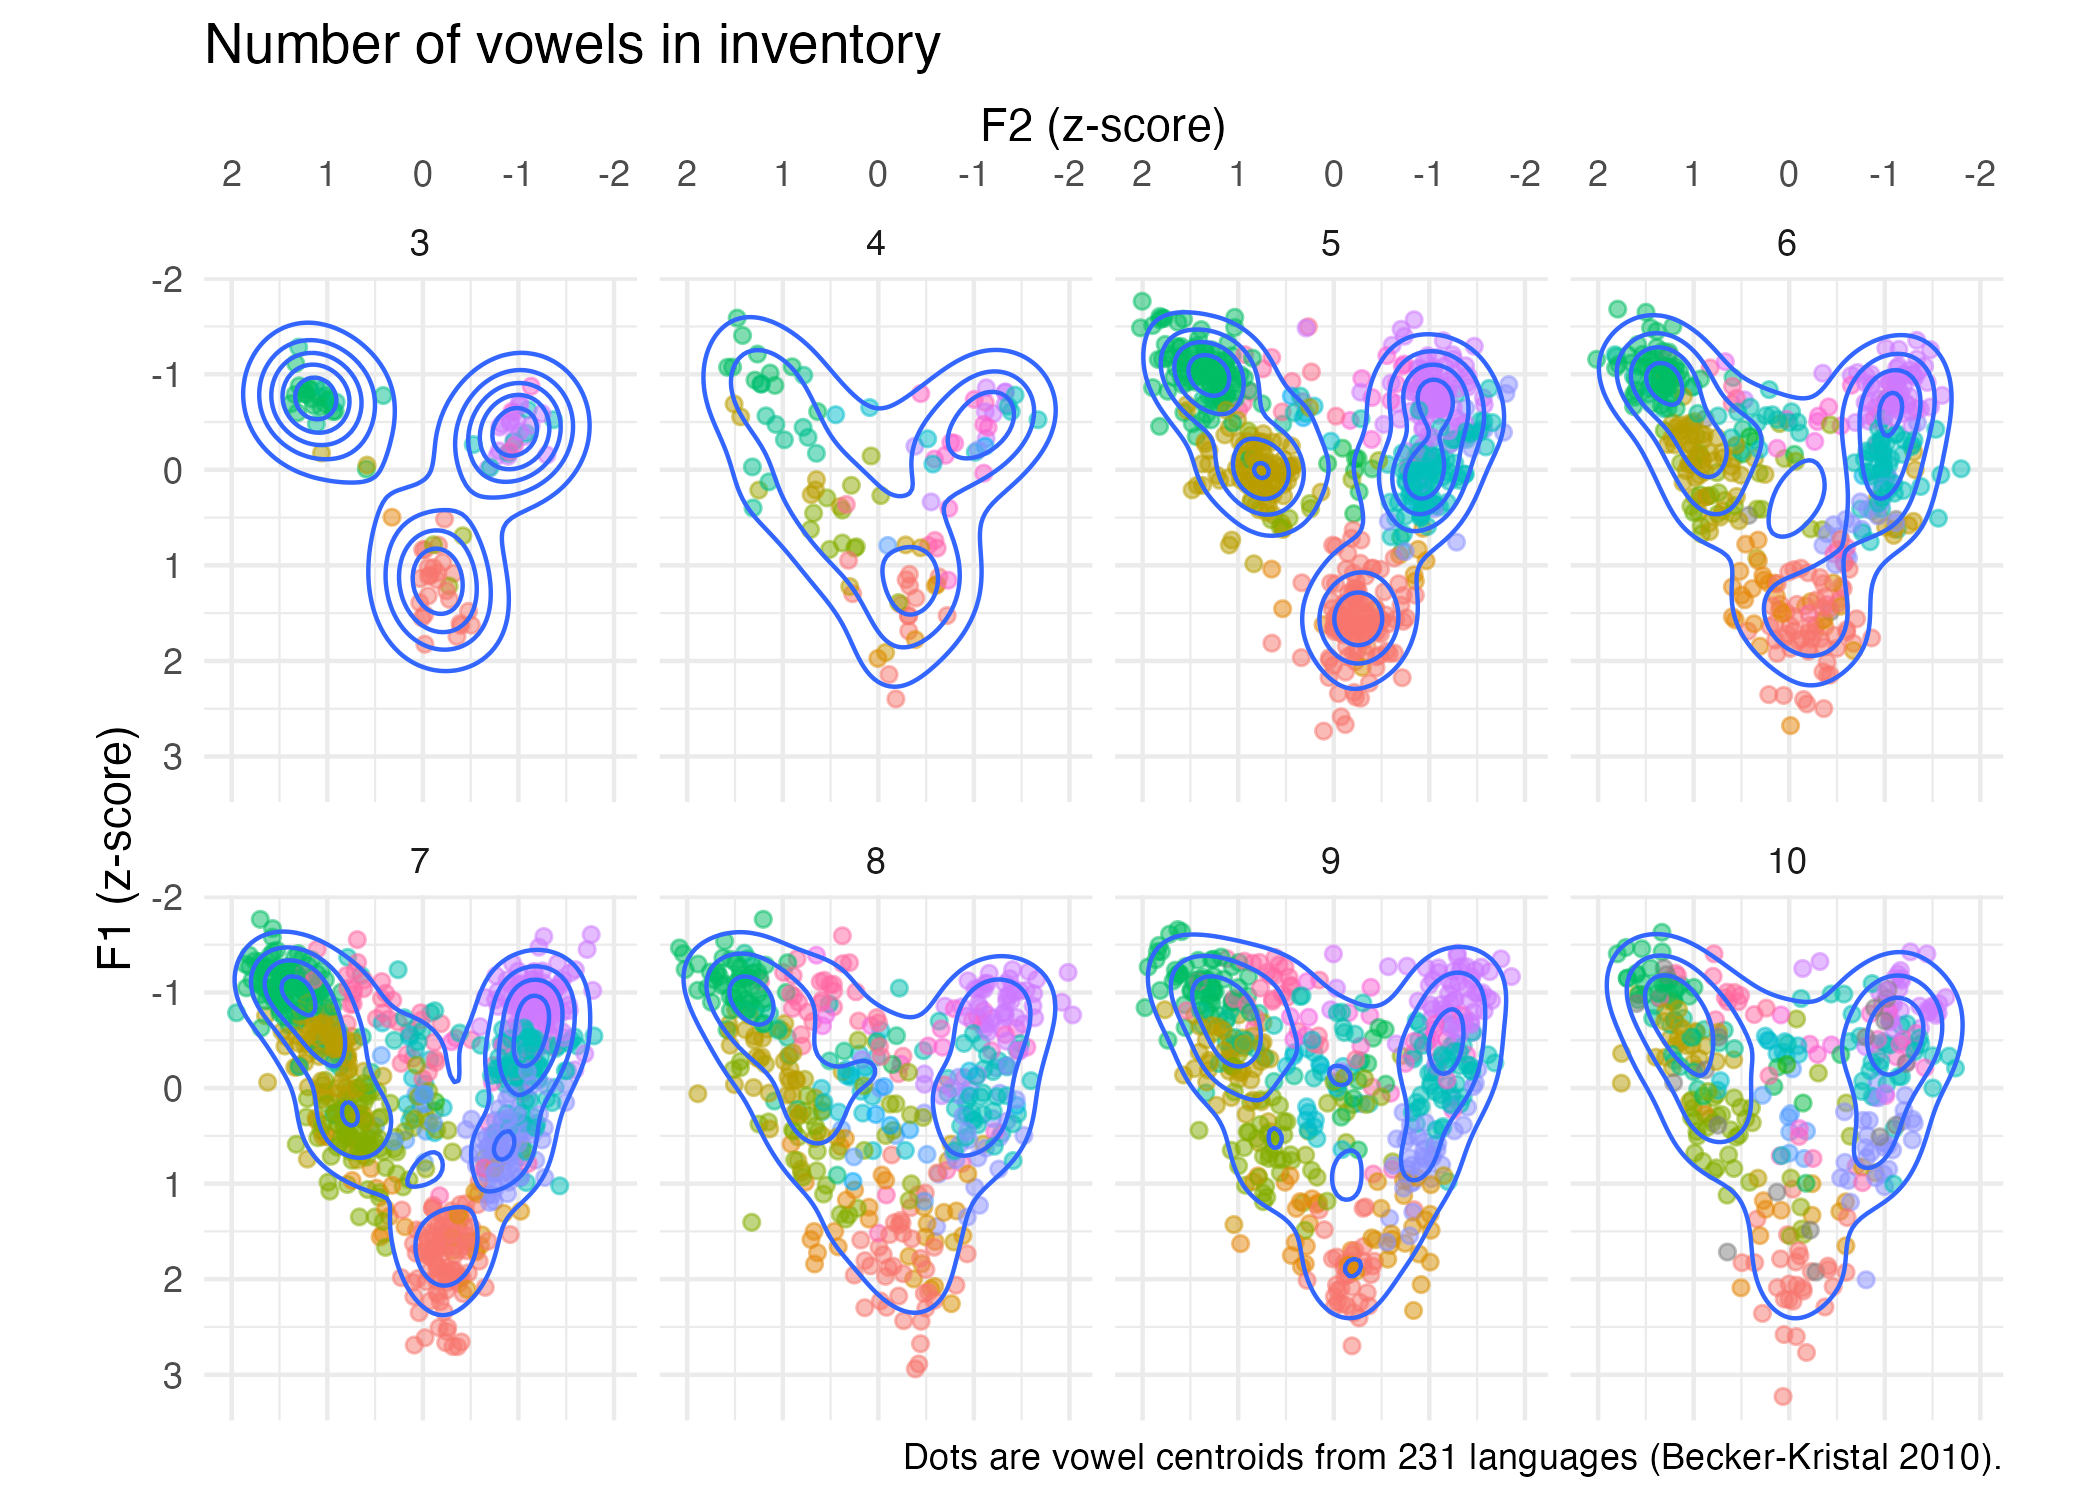 Number of vowels in inventory
F2 (z-score)
2 1 0 -1 -2 2 1 0 -1 -2 2 1 0 -1 -2 2 1 0 -1 -2
3 4 5 6
-2
-1
0
1
2
3
F1 (z-score)
7 8 9 10
-2
-1
0
1
2
3
Dots are vowel centroids from 231 languages (Becker-Kristal 2010).